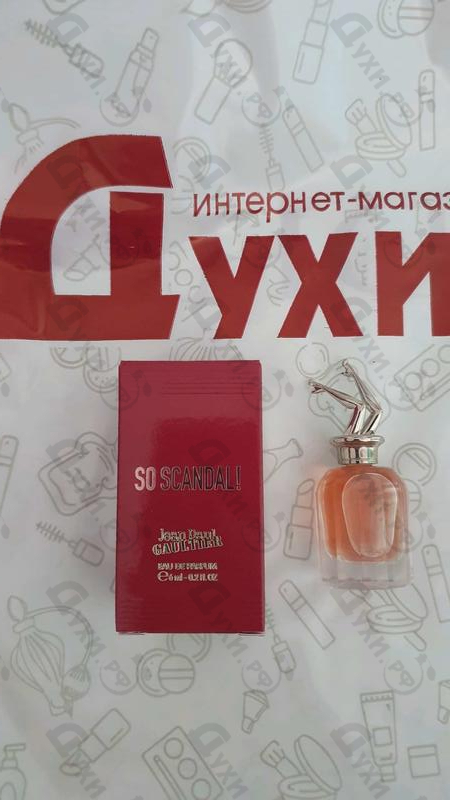 ИНТЕРНЕТ-МАГАЗ
ДУХИ
SO SCANDAL!
Jean Paul
GAULTIER
EAU DE PARFUM
℮ 6 ml - 0.2 FL.OZ